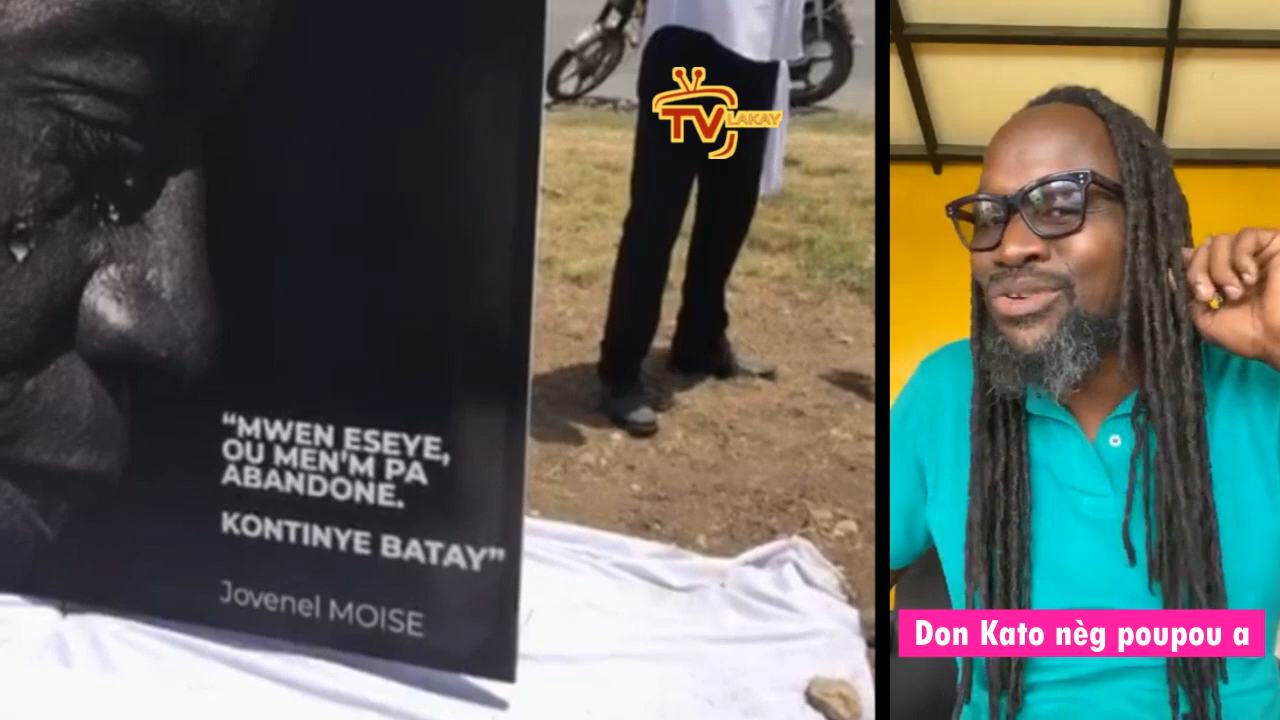 TV LAKAY
“MWEN ESEYE,
OU MEN'M PA
ABANDONE.
KONTINYE BATAY”
Jovenel MOISE
Don Kato nèg poupou a